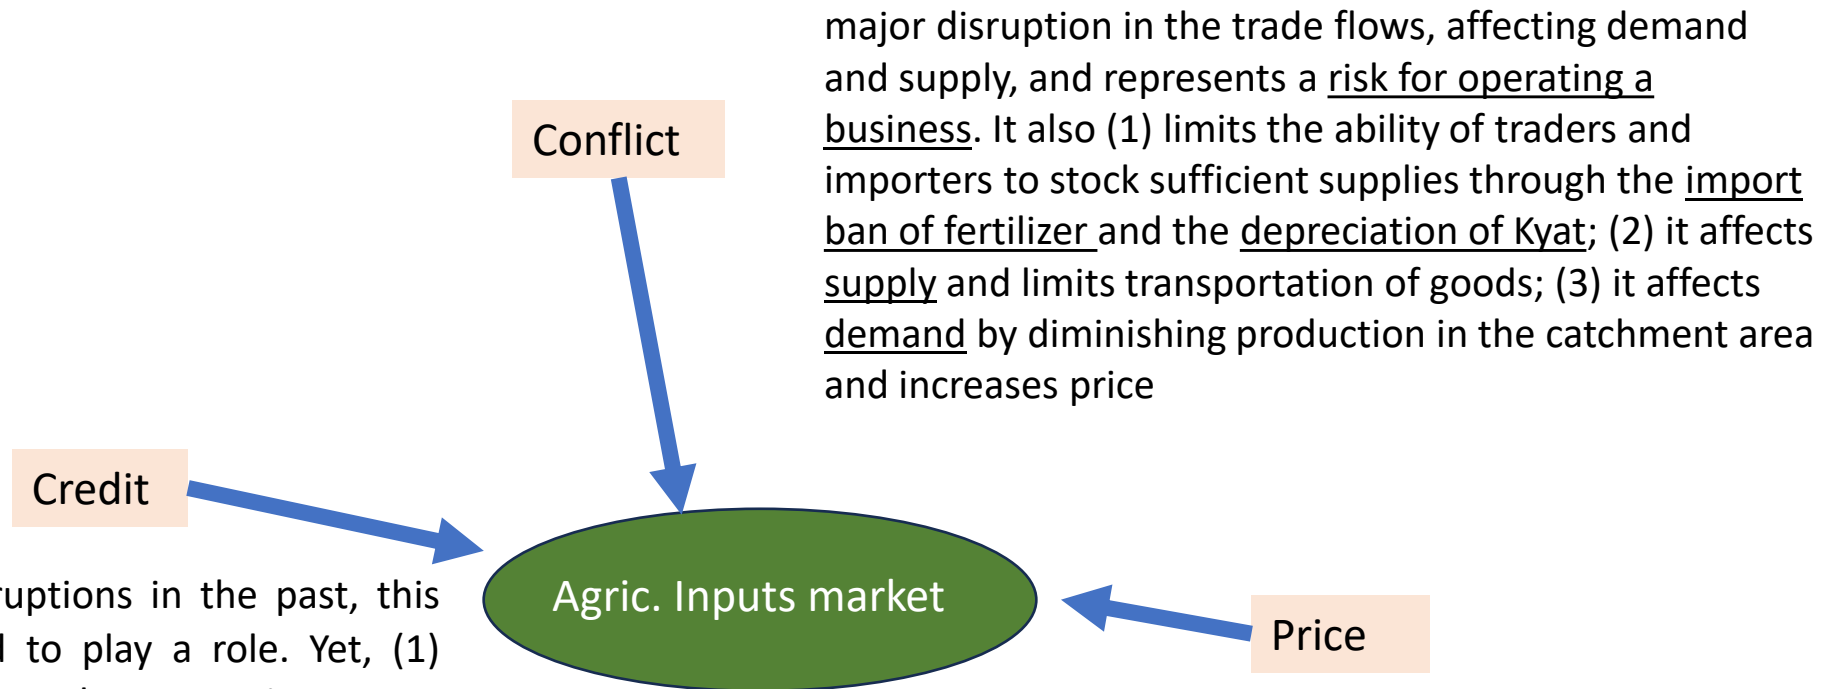 major disruption in the trade flows, affecting demand
and supply, and represents a risk for operating a
business. It also (1) limits the ability of traders and
importers to stock sufficient supplies through the import
ban of fertilizer and the depreciation of Kyat; (2) it affects
supply and limits transportation of goods; (3) it affects
demand by diminishing production in the catchment area
and increases price
Conflict
Credit
in the past, this
to play a role. Yet, (1)
Agric. Inputs market
Price